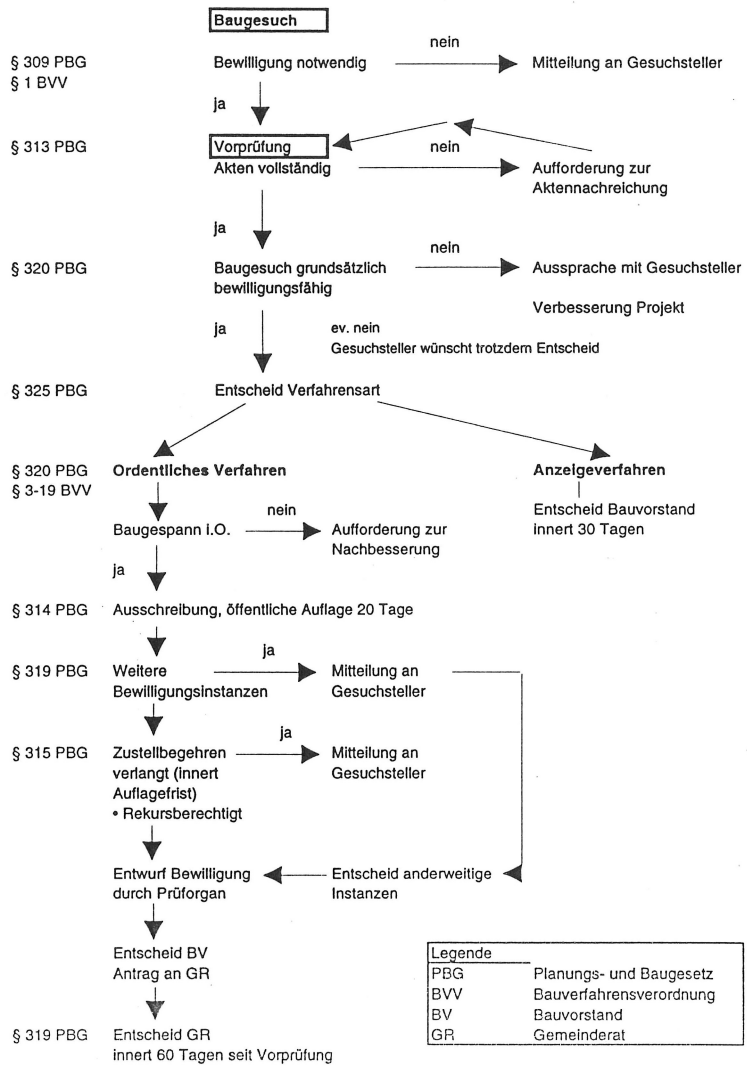 Baugesuch
nein
§ 309 PBG Bewilligung notwendig Mitteilung an Gesuchsteller
§ 1 BVV
ja
§ 313 PBG Vorprüfung nein
Akten vollständig Aufforderung zur
Aktennachreichung
ja
nein
§ 320 PBG Baugesuch grundsätzlich Aussprache mit Gesuchsteller
bewilligungsfähig
Verbesserung Projekt
ja ev. nein
Gesuchsteller wünscht trotzdem Entscheid
§ 325 PBG Entscheid Verfahrensart
§ 320 PBG Ordentliches Verfahren Anzeigeverfahren
§ 3-19 BVV
nein Entscheid Bauvorstand
Baugespann i.O. Aufforderung zur innert 30 Tagen
Nachbesserung
ja
§ 314 PBG Ausschreibung, öffentliche Auflage 20 Tage
ja
§ 319 PBG Weitere Mitteilung an
Bewilligungsinstanzen Gesuchsteller
ja
§ 315 PBG Zustellbegehren Mitteilung an
verlangt (innert Gesuchsteller
Auflagefrist)
• Rekursberechtigt
Entwurf Bewilligung Entscheid anderweitige
durch Prüforgan Instanzen
Entscheid BV
Antrag an GR
Legende
PBG Planungs- und Baugesetz
BVV Bauverfahrensverordnung
BV Bauvorstand
GR Gemeinderat
§ 319 PBG Entscheid GR
innert 60 Tagen seit Vorprüfung